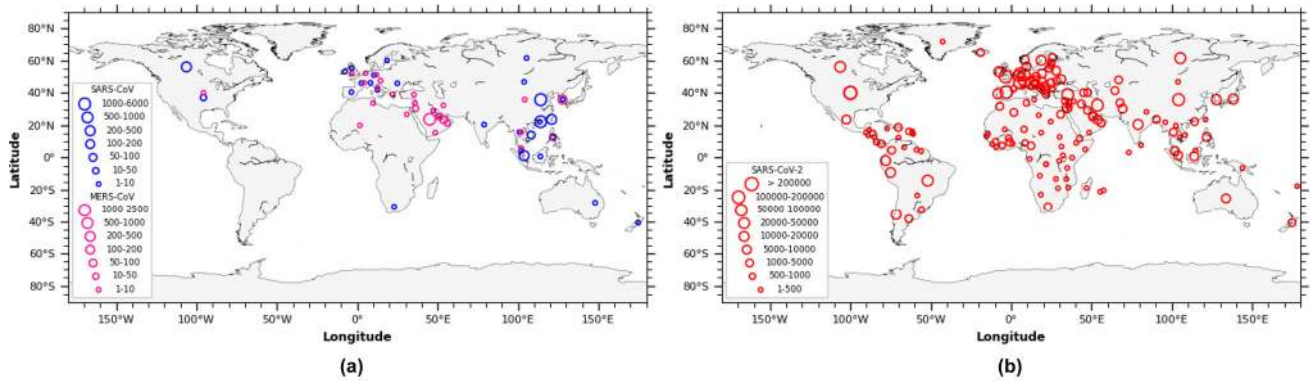 80°N
60°N
40°N
20°N
0°
20°S
40°S
60°S
80°S
Latitude
SARS-CoV
1000-6000
500-1000
200-500
100-200
50-100
10-50
1-10
MERS-CoV
1000 2500
500-1000
200-500
100-200
50-100
10-50
1-10
150°W 100°W 50°W 0° 50°E 100°E 150°E
Longitude
(a)
80°N
60°N
40°N
20°N
0°
20°S
40°S
60°S
80°S
Latitude
SARS-CoV-2
> 200000
100000-200000
50000 100000
20000-50000
10000-20000
5000-10000
1000-5000
500-1000
1-500
150°W 100°W 50°W 0° 50°E 100°E 150°E
Longitude
(b)